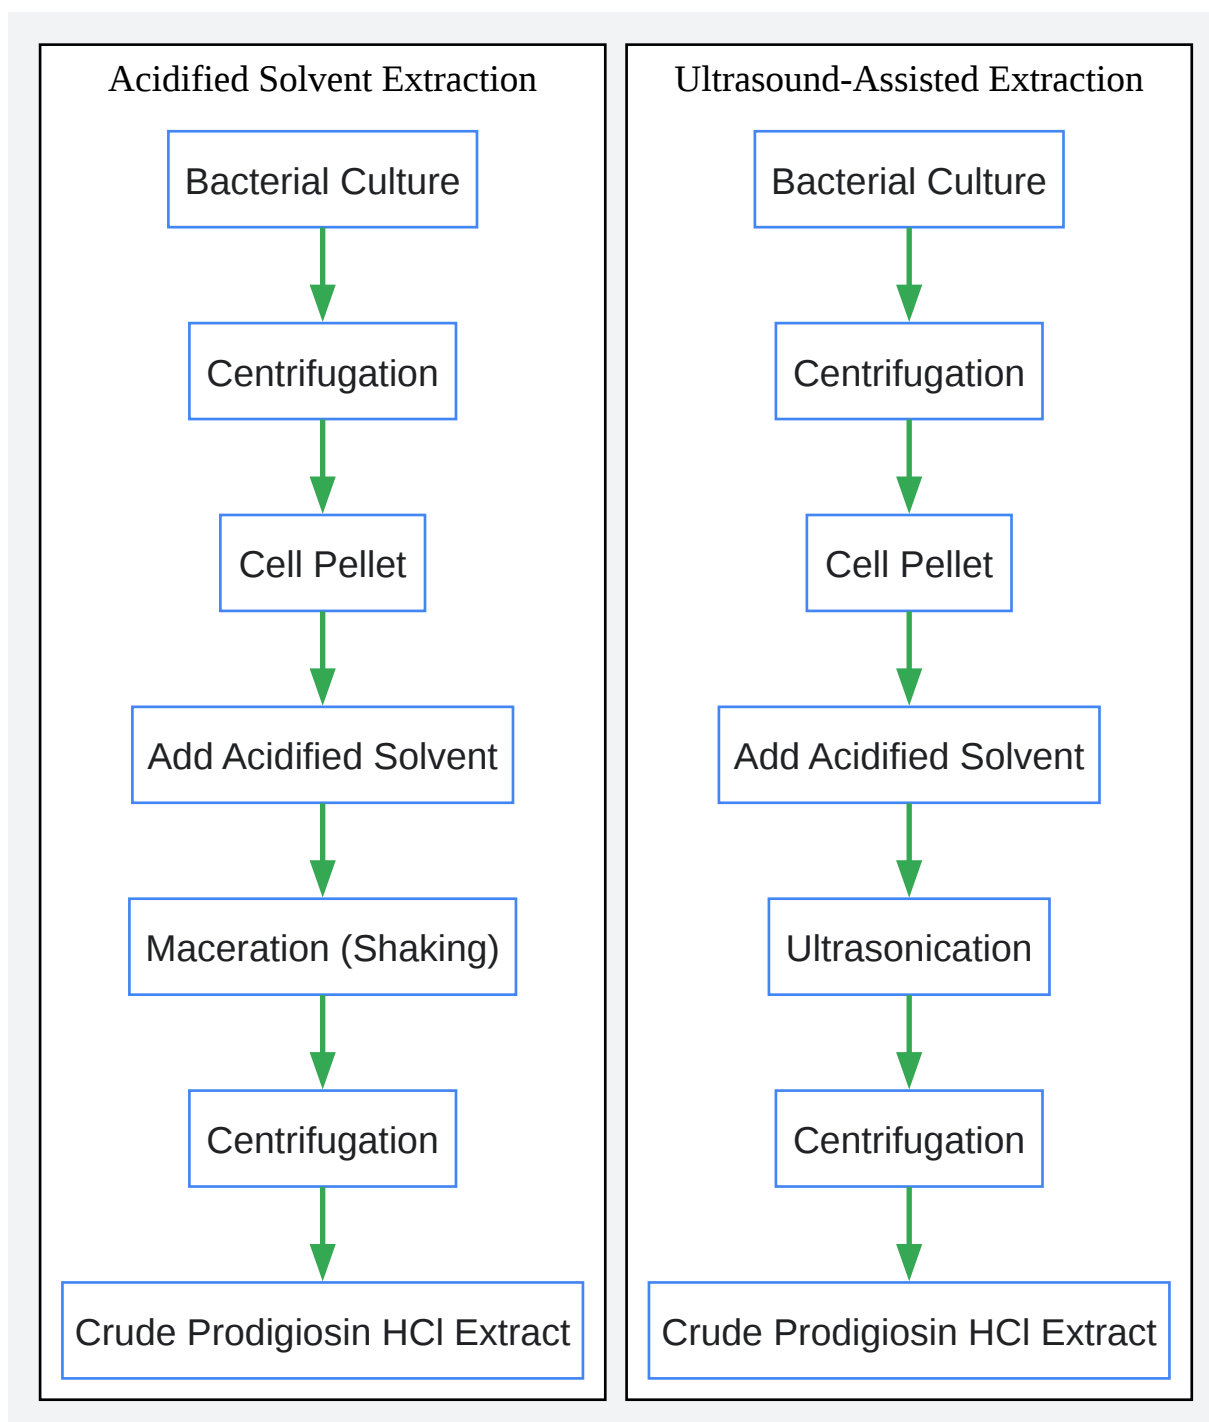 Acidified Solvent Extraction
Bacterial Culture
Centrifugation
Cell Pellet
Add Acidified Solvent
Maceration (Shaking)
Centrifugation
Crude Prodigiosin HCl Extract
Ultrasound-Assisted Extraction
Bacterial Culture
Centrifugation
Cell Pellet
Add Acidified Solvent
Ultrasonication
Centrifugation
Crude Prodigiosin HCl Extract